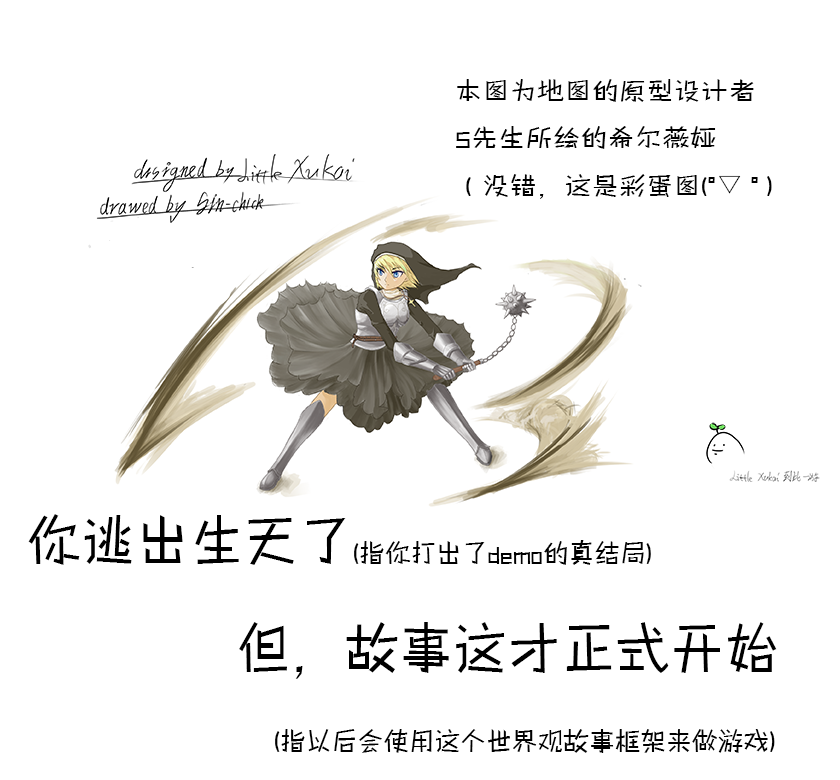 本图为地图的原型设计者
S先生所绘的希尔薇娅
(没错，这是彩蛋图(°▽°)
designed by Little Xukai
drawed by Sin-chick
Little Xukai 到此一游
你逃出生天了(指你打出了demo的真结局)
但，故事这才正式开始
(指以后会使用这个世界观故事框架来做游戏)